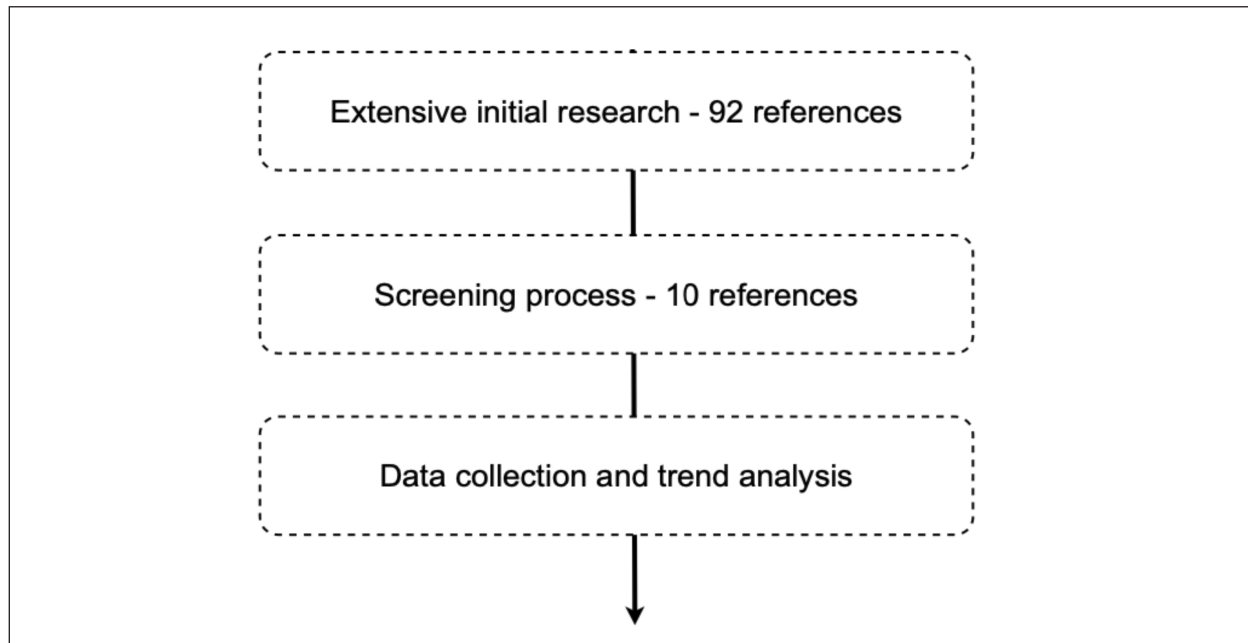 Extensive initial research - 92 references
Screening process - 10 references
Data collection and trend analysis